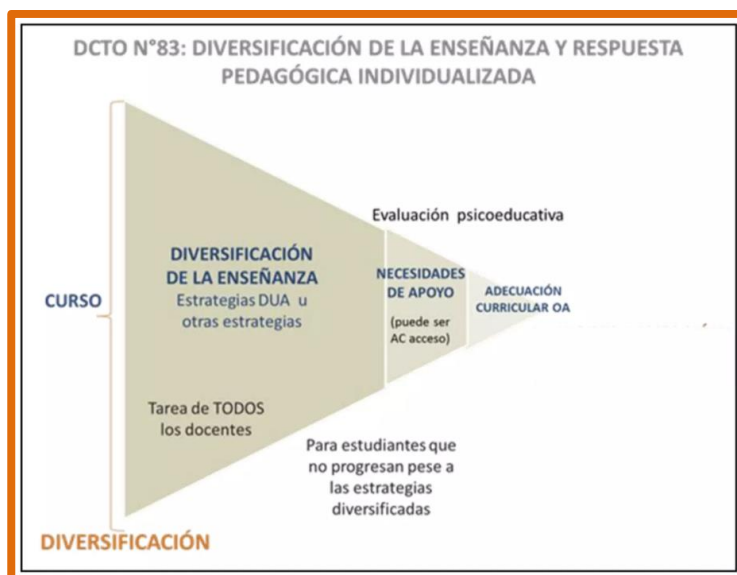 DCTO N°83: DIVERSIFICACIÓN DE LA ENSEÑANZA Y RESPUESTA
PEDAGÓGICA INDIVIDUALIZADA
Evaluación psicoeducativa
DIVERSIFICACIÓN
DE LA ENSEÑANZA
Estrategias DUA u
otras estrategias
NECESIDADES
DE APOYO
(puede ser
AC acceso)
ADECUACIÓN
CURRICULAR OA
CURSO
Tarea de TODOS
los docentes
Para estudiantes que
no progresan pese a
las estrategias
diversificadas
DIVERSIFICACIÓN